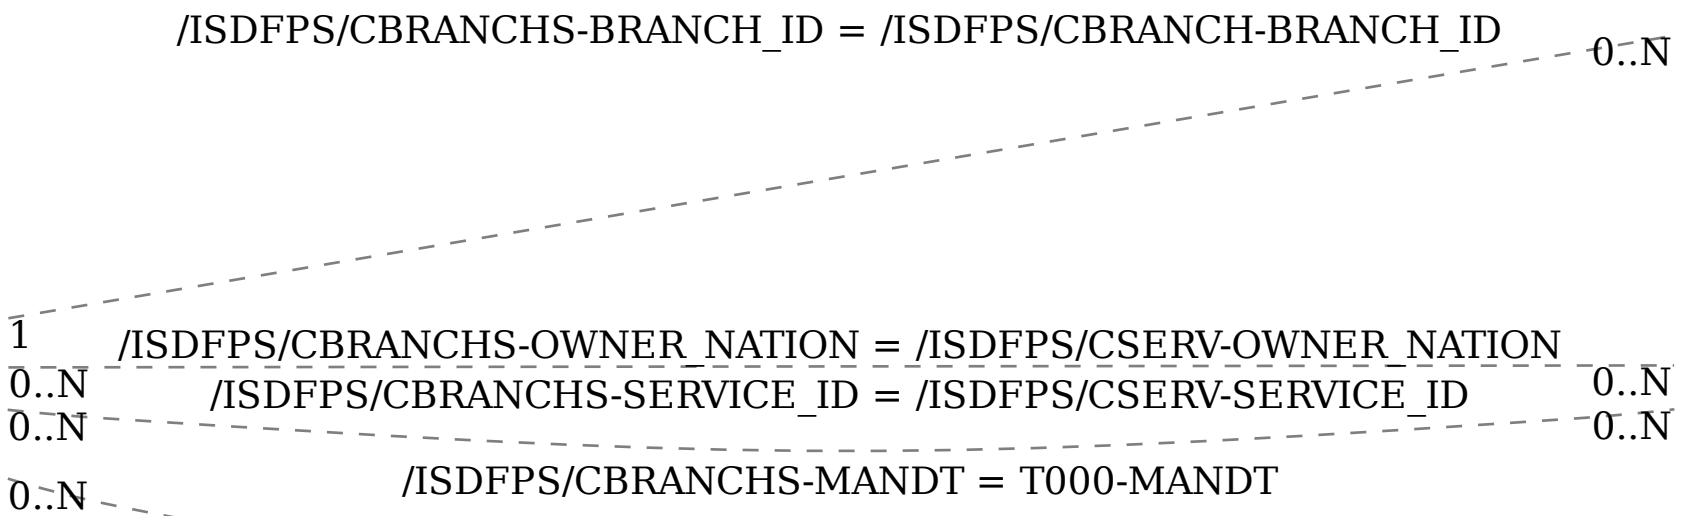 /ISDFPS/CBRANCHS-BRANCH_ID = /ISDFPS/CBRANCH-BRANCH_ID
0..N
1
/ISDFPS/CBRANCHS-OWNER_NATION = /ISDFPS/CSERV-OWNER_NATION
0..N
/ISDFPS/CBRANCHS-SERVICE_ID = /ISDFPS/CSERV-SERVICE_ID
0..N
0..N
0..N
/ISDFPS/CBRANCHS-MANDT = T000-MANDT
0..N